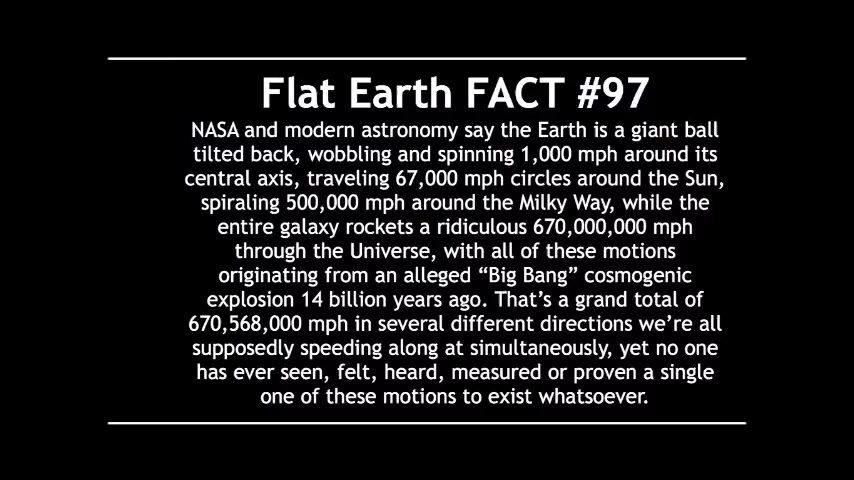 Flat Earth FACT #97
NASA and modern astronomy say the Earth is a giant ball
tilted back, wobbling and spinning 1,000 mph around its
central axis, traveling 67,000 mph circles around the Sun,
spiraling 500,000 mph around the Milky Way, while the
entire galaxy rockets a ridiculous 670,000,000 mph
through the Universe, with all of these motions
originating from an alleged “Big Bang” cosmogenic
explosion 14 billion years ago. That’s a grand total of
670,568,000 mph in several different directions we’re all
supposedly speeding along at simultaneously, yet no one
has ever seen, felt, heard, measured or proven a single
one of these motions to exist whatsoever.